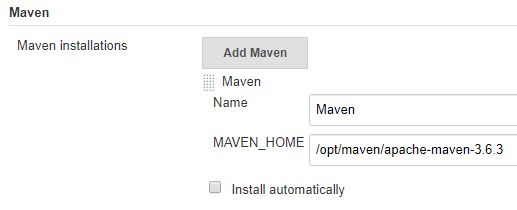 Maven
Maven installations
Add Maven
Maven
Name
Maven
MAVEN_HOME
/opt/maven/apache-maven-3.6.3
Install automatically